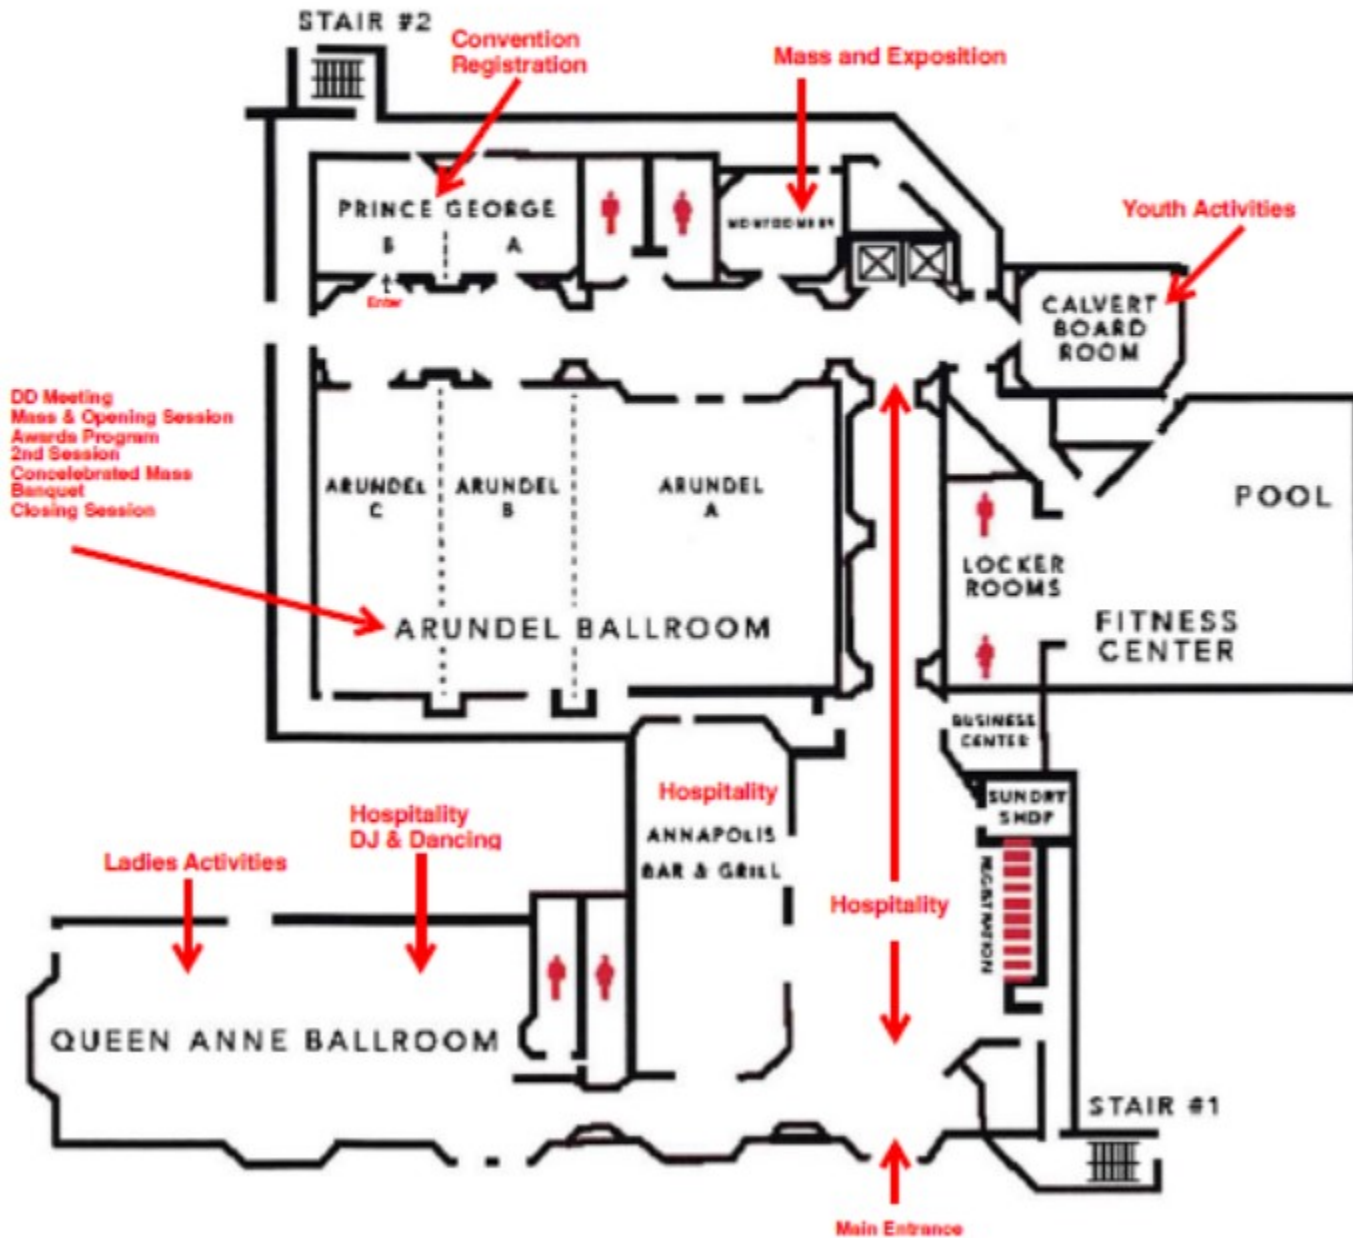 STAIR #2
Convention
Registration
Mass and Exposition
PRINCE GEORGE
B
A
Enter
MONTGOMERY
Youth Activities
CALVERT
BOARD
ROOM
DD Meeting
Mass & Opening Session
Awards Program
2nd Session
Concelebrated Mass
Banquet
Closing Session
ARUNDEL
C
ARUNDEL
B
ARUNDEL
A
ARUNDEL BALLROOM
POOL
LOCKER
ROOMS
FITNESS
CENTER
BUSINESS
CENTER
SUNDRY
SHOP
REGISTRATION
Hospitality
ANNAPOLIS
BAR & GRILL
Hospitality
Hospitality
DJ & Dancing
Ladies Activities
QUEEN ANNE BALLROOM
STAIR #1
Main Entrance